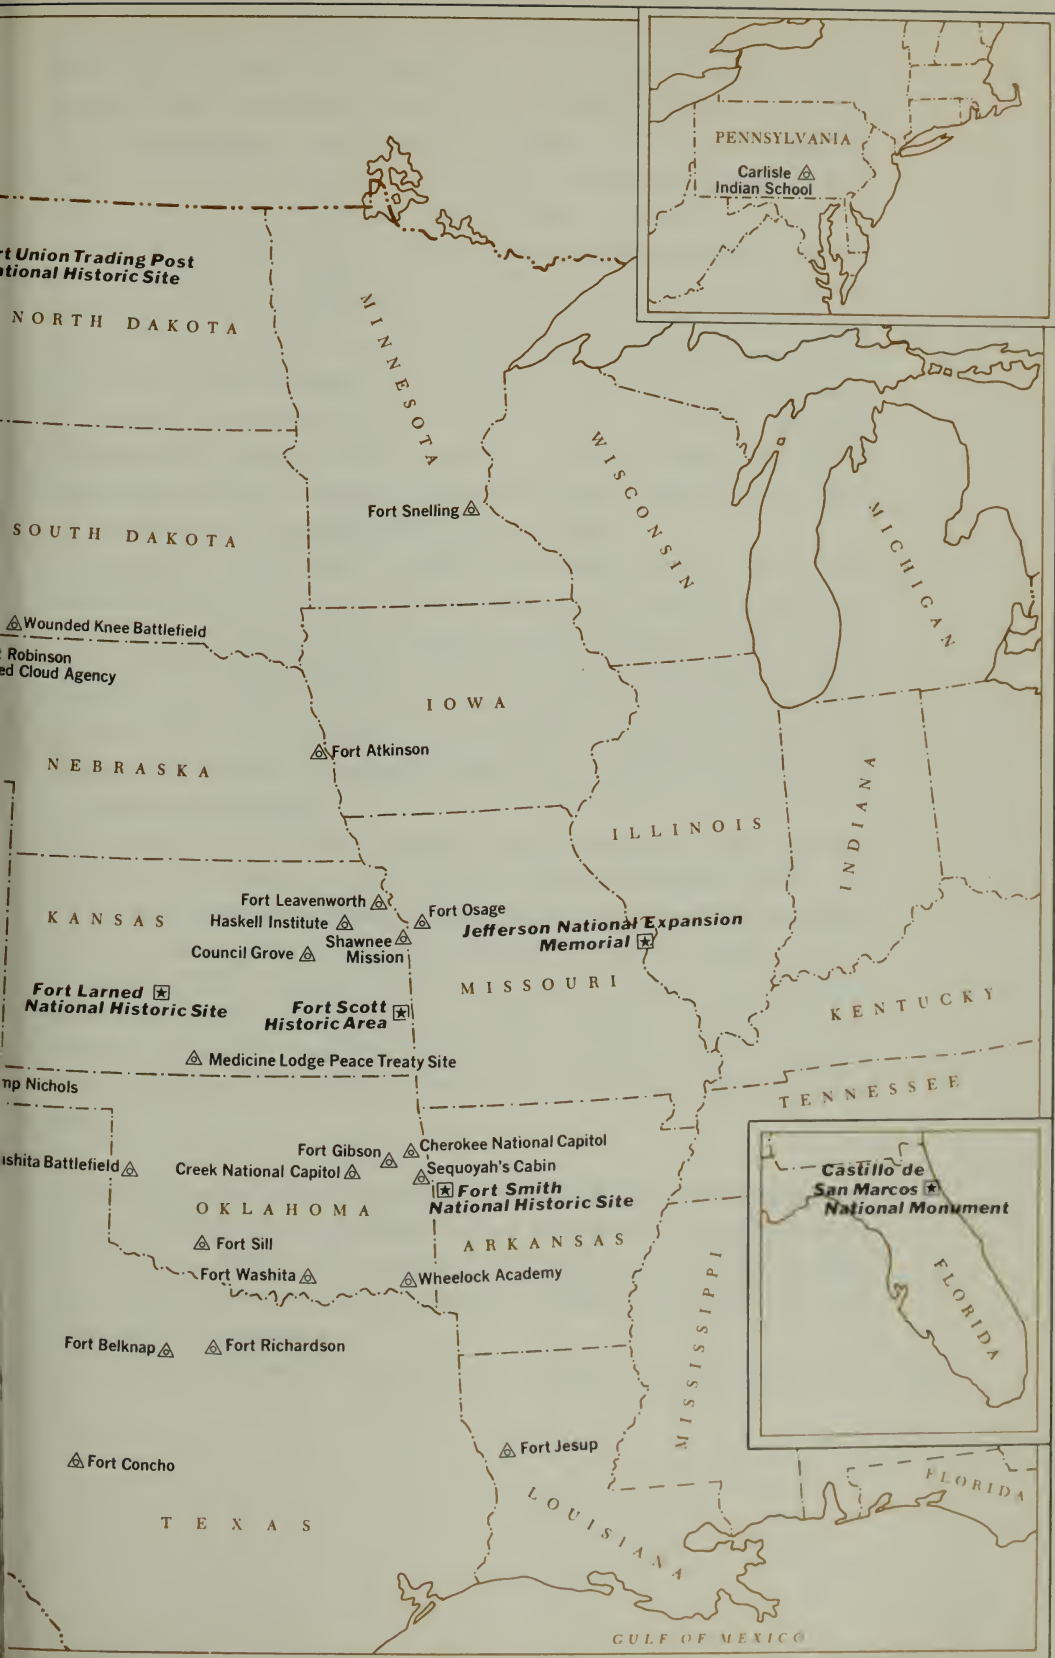 PENNSYLVANIA
Carlisle
Indian School
rt Union Trading Post
ational Historic Site
NORTH DAKOTA
MINNESOTA
WISCONSIN
MICHIGAN
Fort Snelling
SOUTH DAKOTA
Wounded Knee Battlefield
Robinson
ed Cloud Agency
IOWA
Fort Atkinson
NEBRASKA
ILLINOIS
INDIANA
Fort Leavenworth
Haskell Institute
Fort Osage
KANSAS
Shawnee
Mission
Council Grove
Jefferson National Expansion
Memorial
MISSOURI
Fort Larned
National Historic Site
Fort Scott
Historic Area
KENTUCKY
Medicine Lodge Peace Treaty Site
mp Nichols
TENNESSEE
Fort Gibson
Cherokee National Capitol
ashita Battlefield
Creek National Capitol
Sequoyah's Cabin
Fort Smith
National Historic Site
OKLAHOMA
ARKANSAS
Castillo de
San Marcos
National Monument
FLORIDA
Fort Sill
Fort Washita
Wheelock Academy
MISSISSIPPI
Fort Belknap
Fort Richardson
Fort Jesup
Fort Concho
FLORIDA
LOUISIANA
TEXAS
GULF OF MEXICO